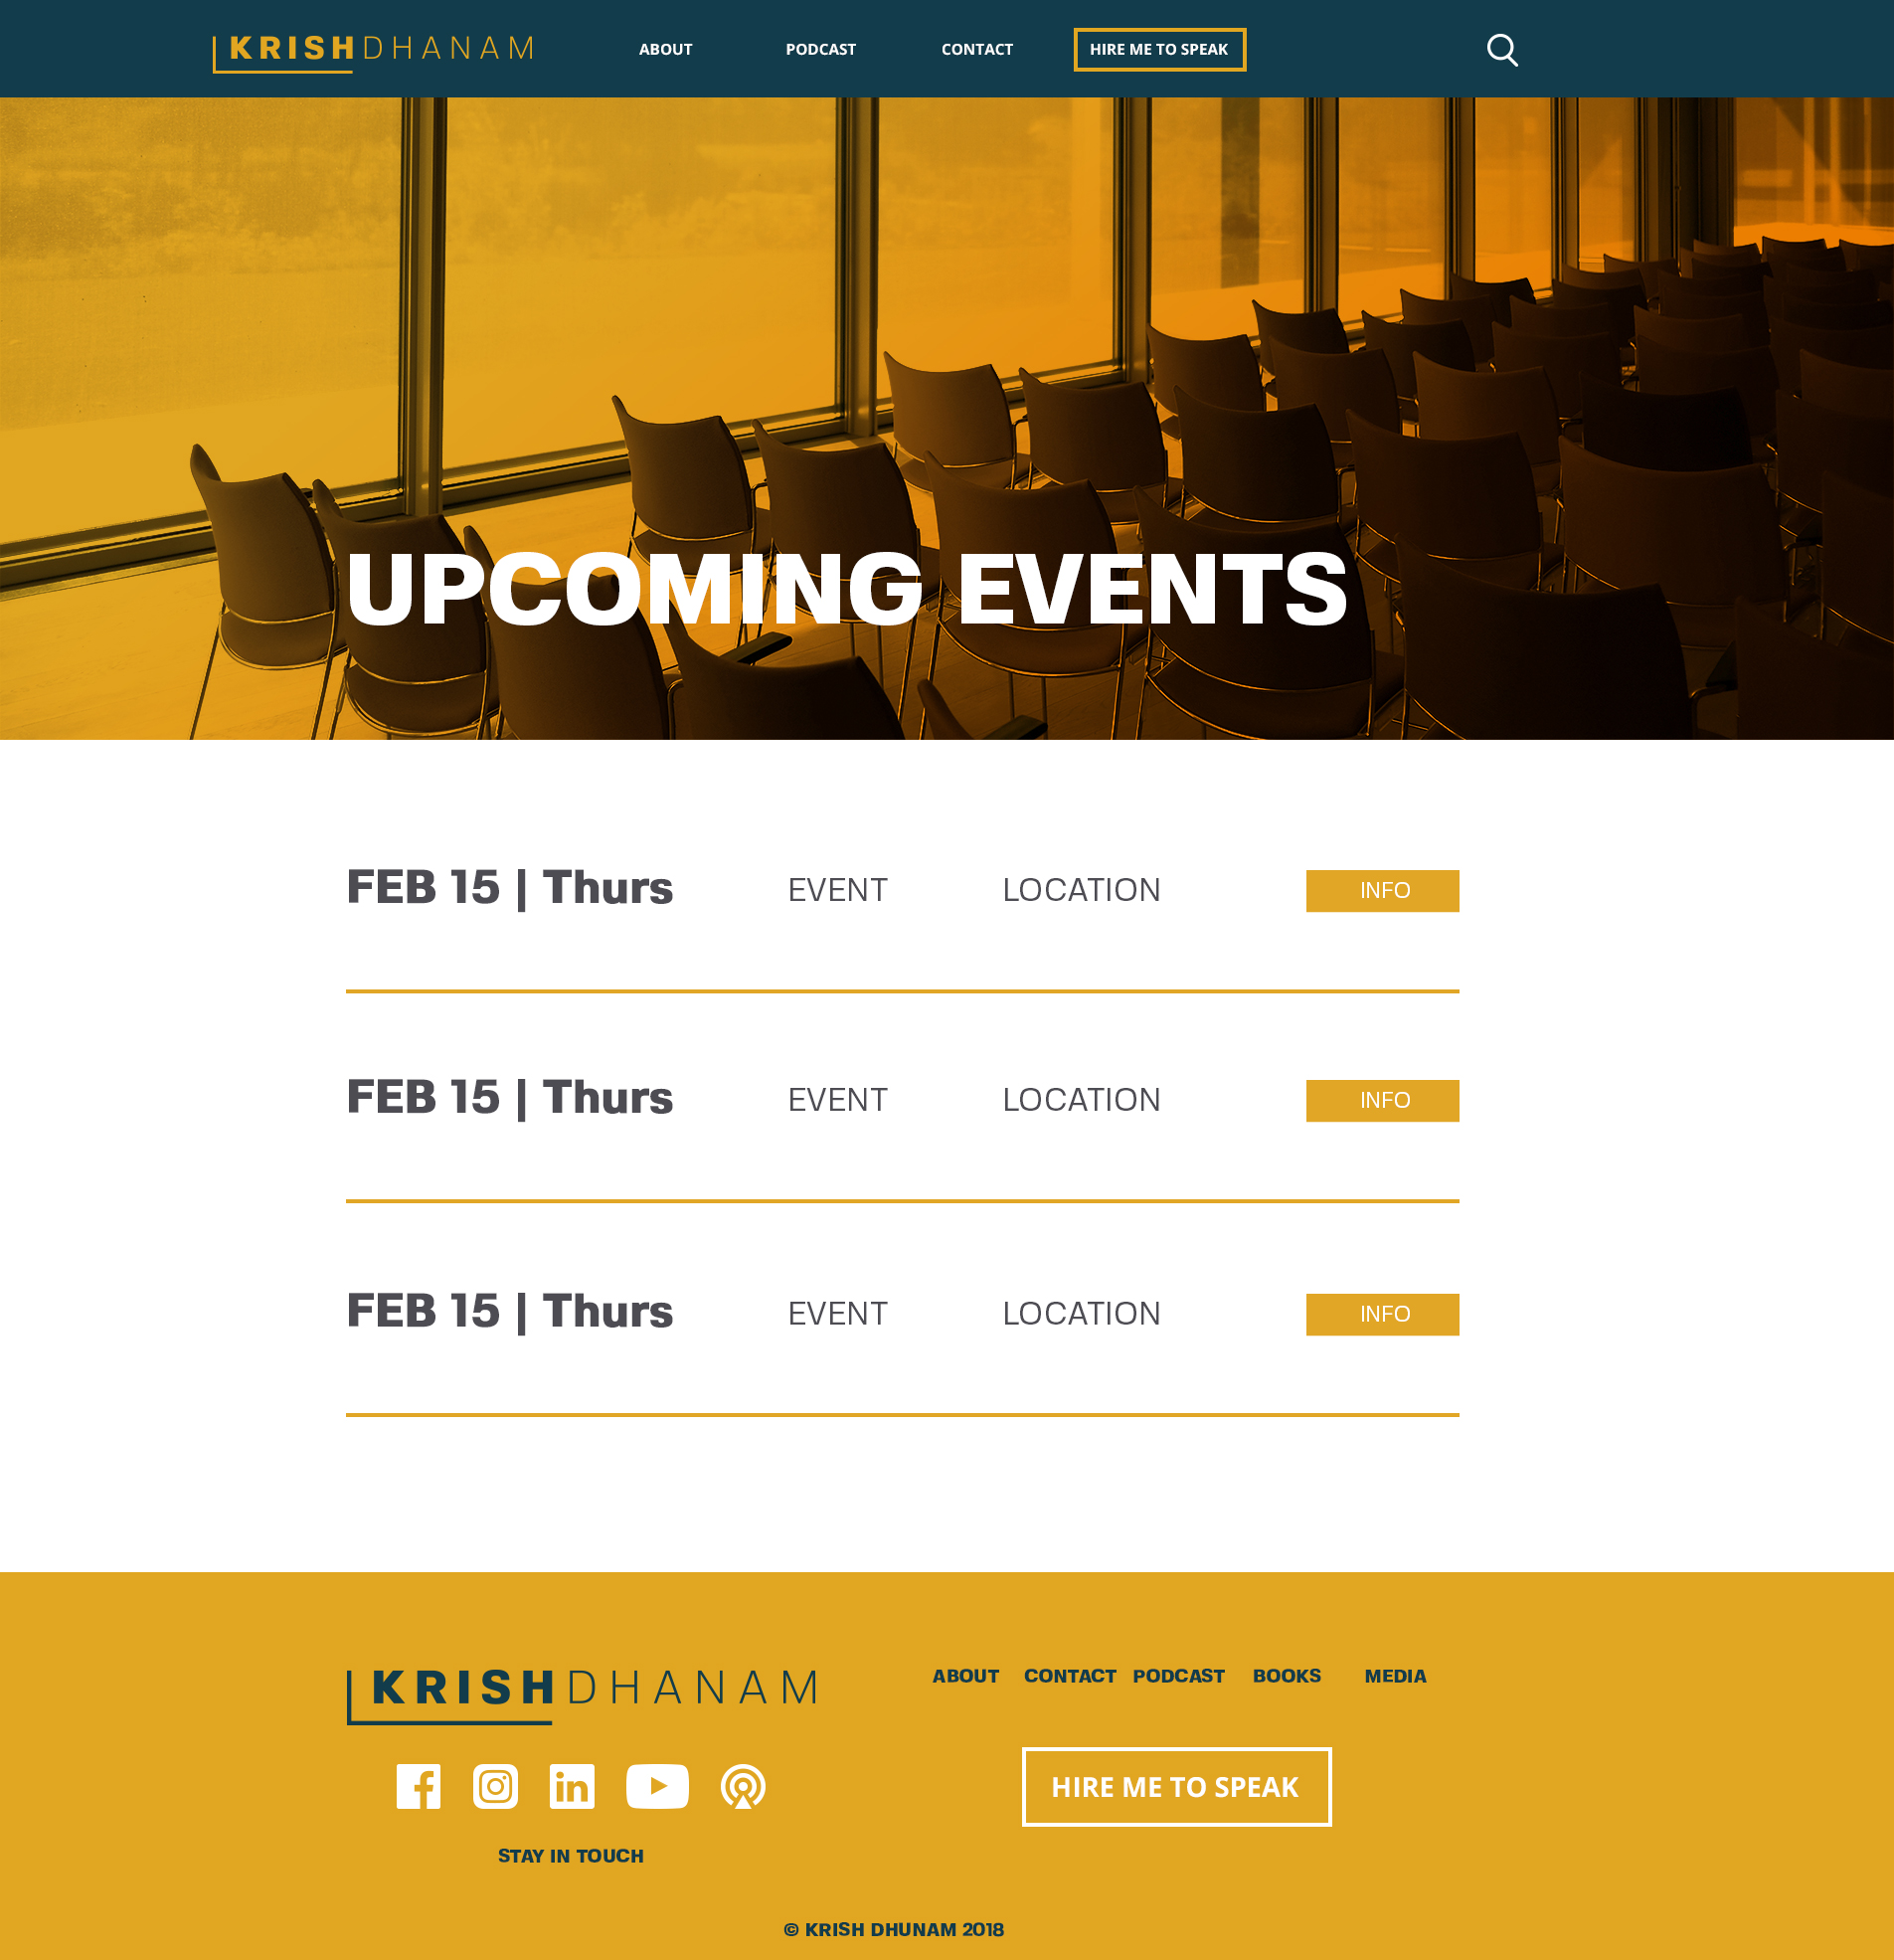 KRISHDHANAM ABOUT PODCAST CONTACT HIRE ME TO SPEAK
UPCOMING EVENTS
FEB 15 | Thurs EVENT LOCATION INFO
FEB 15 | Thurs EVENT LOCATION INFO
FEB 15 | Thurs EVENT LOCATION INFO
KRISHDHANAM
ABOUT CONTACT PODCAST BOOKS MEDIA
HIRE ME TO SPEAK
STAY IN TOUCH
© KRISH DHUNAM 2018